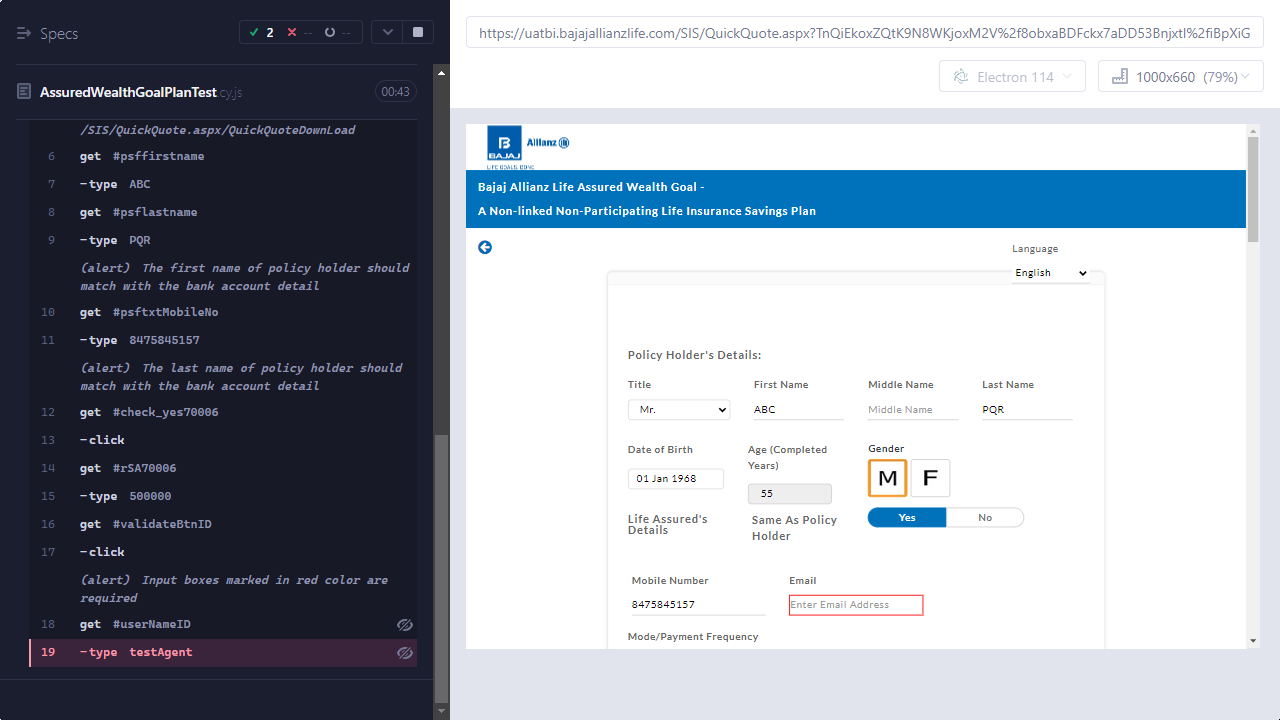 Specs
2
--
--
AssuredWealthGoalPlanTest.cy.js
00:43
/SIS/QuickQuote.aspx/QuickQuoteDownLoad
6 get #psffirstname
7 -type ABC
8 get #psflastname
9 -type PQR
(alert) The first name of policy holder should
match with the bank account detail
10 get #psftxtMobileNo
11 -type 8475845157
(alert) The last name of policy holder should
match with the bank account detail
12 get #check_yes70006
13 -click
14 get #rSA70006
15 -type 500000
16 get #validateBtnID
17 -click
(alert) Input boxes marked in red color are
required
18 get #userNameID
19 -type testAgent
https://uatbi.bajajallianzlife.com/SIS/QuickQuote.aspx?TnQiEkoxZQtK9N8WKjoxM2V%2f8obxaBDFckx7aDD53BnjxtI%2fiBpXiG
Electron 114
1000x660 (79%)
B
BAJAJ
Allianz
LIFE GOALS. DONE.
Bajaj Allianz Life Assured Wealth Goal -
A Non-linked Non-Participating Life Insurance Savings Plan
Language
English
Policy Holder's Details:
Title First Name Middle Name Last Name
Mr. ABC Middle Name PQR
Date of Birth Age (Completed Years) Gender
01 Jan 1968 55 M F
Life Assured's Details Same As Policy Holder Yes No
Mobile Number Email
8475845157 Enter Email Address
Mode/Payment Frequency